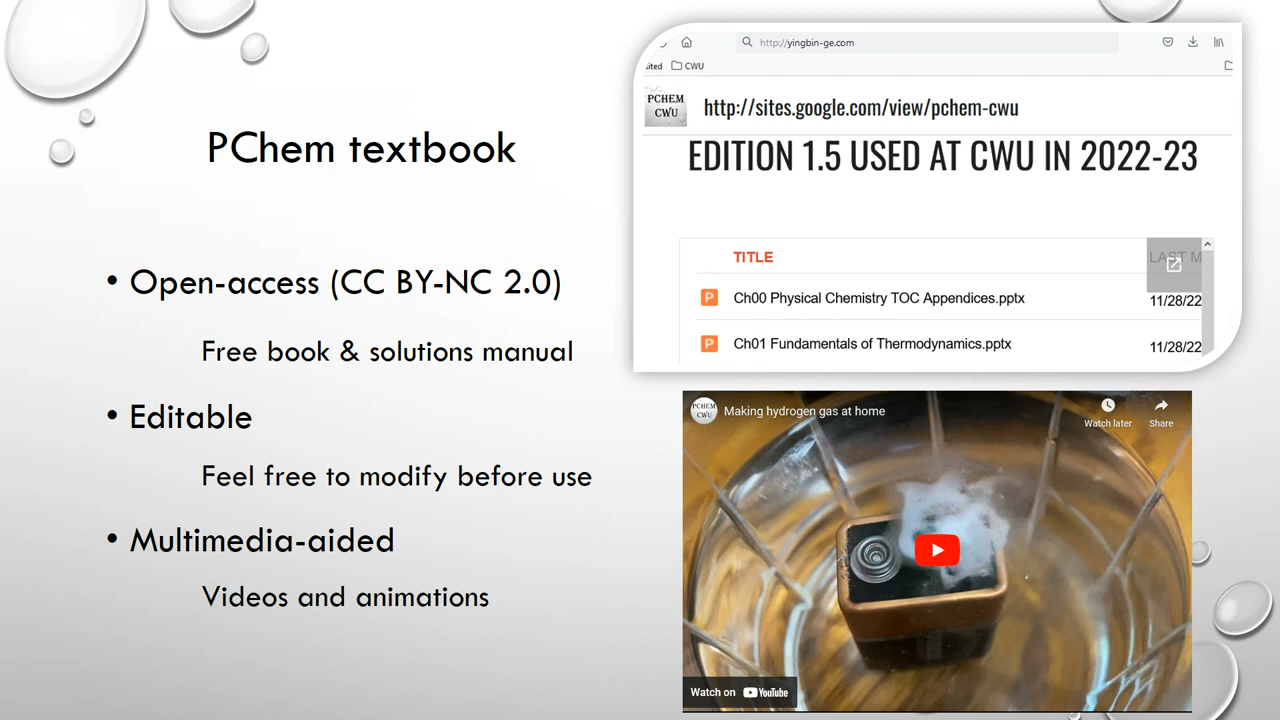 PChem textbook
• Open-access (CC BY-NC 2.0)
Free book & solutions manual
• Editable
Feel free to modify before use
• Multimedia-aided
Videos and animations
http://yingbin-ge.com
ited CWU
PCHEM
CWU
http://sites.google.com/view/pchem-cwu
EDITION 1.5 USED AT CWU IN 2022-23
TITLE LAST M
P Ch00 Physical Chemistry TOC Appendices.pptx 11/28/22
P Ch01 Fundamentals of Thermodynamics.pptx 11/28/22
PCHEM
CWU
Making hydrogen gas at home
Watch later Share
Watch on YouTube